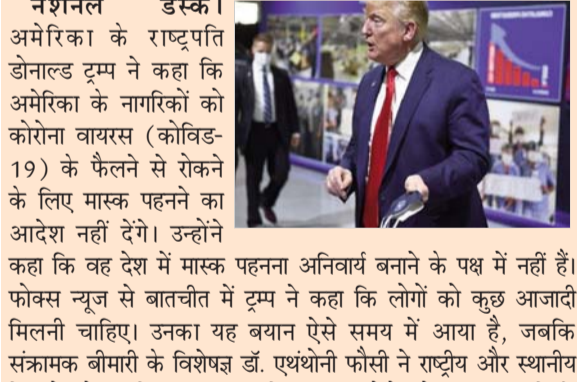 नेशनल डेस्क।
अमेरिका के राष्ट्रपति
डोनाल्ड ट्रम्प ने कहा कि
अमेरिका के नागरिकों को
कोरोना वायरस (कोविड-
19) के फैलने से रोकने
के लिए मास्क पहनने का
आदेश नहीं देंगे। उन्होंने
कहा कि वह देश में मास्क पहनना अनिवार्य बनाने के पक्ष में नहीं हैं।
फोक्स न्यूज से बातचीत में ट्रम्प ने कहा कि लोगों को कुछ आजादी
मिलनी चाहिए। उनका यह बयान ऐसे समय में आया है, जबकि
संक्रामक बीमारी के विशेषज्ञ डॉ. एथंथोनी फौसी ने राष्ट्रीय और स्थानीय